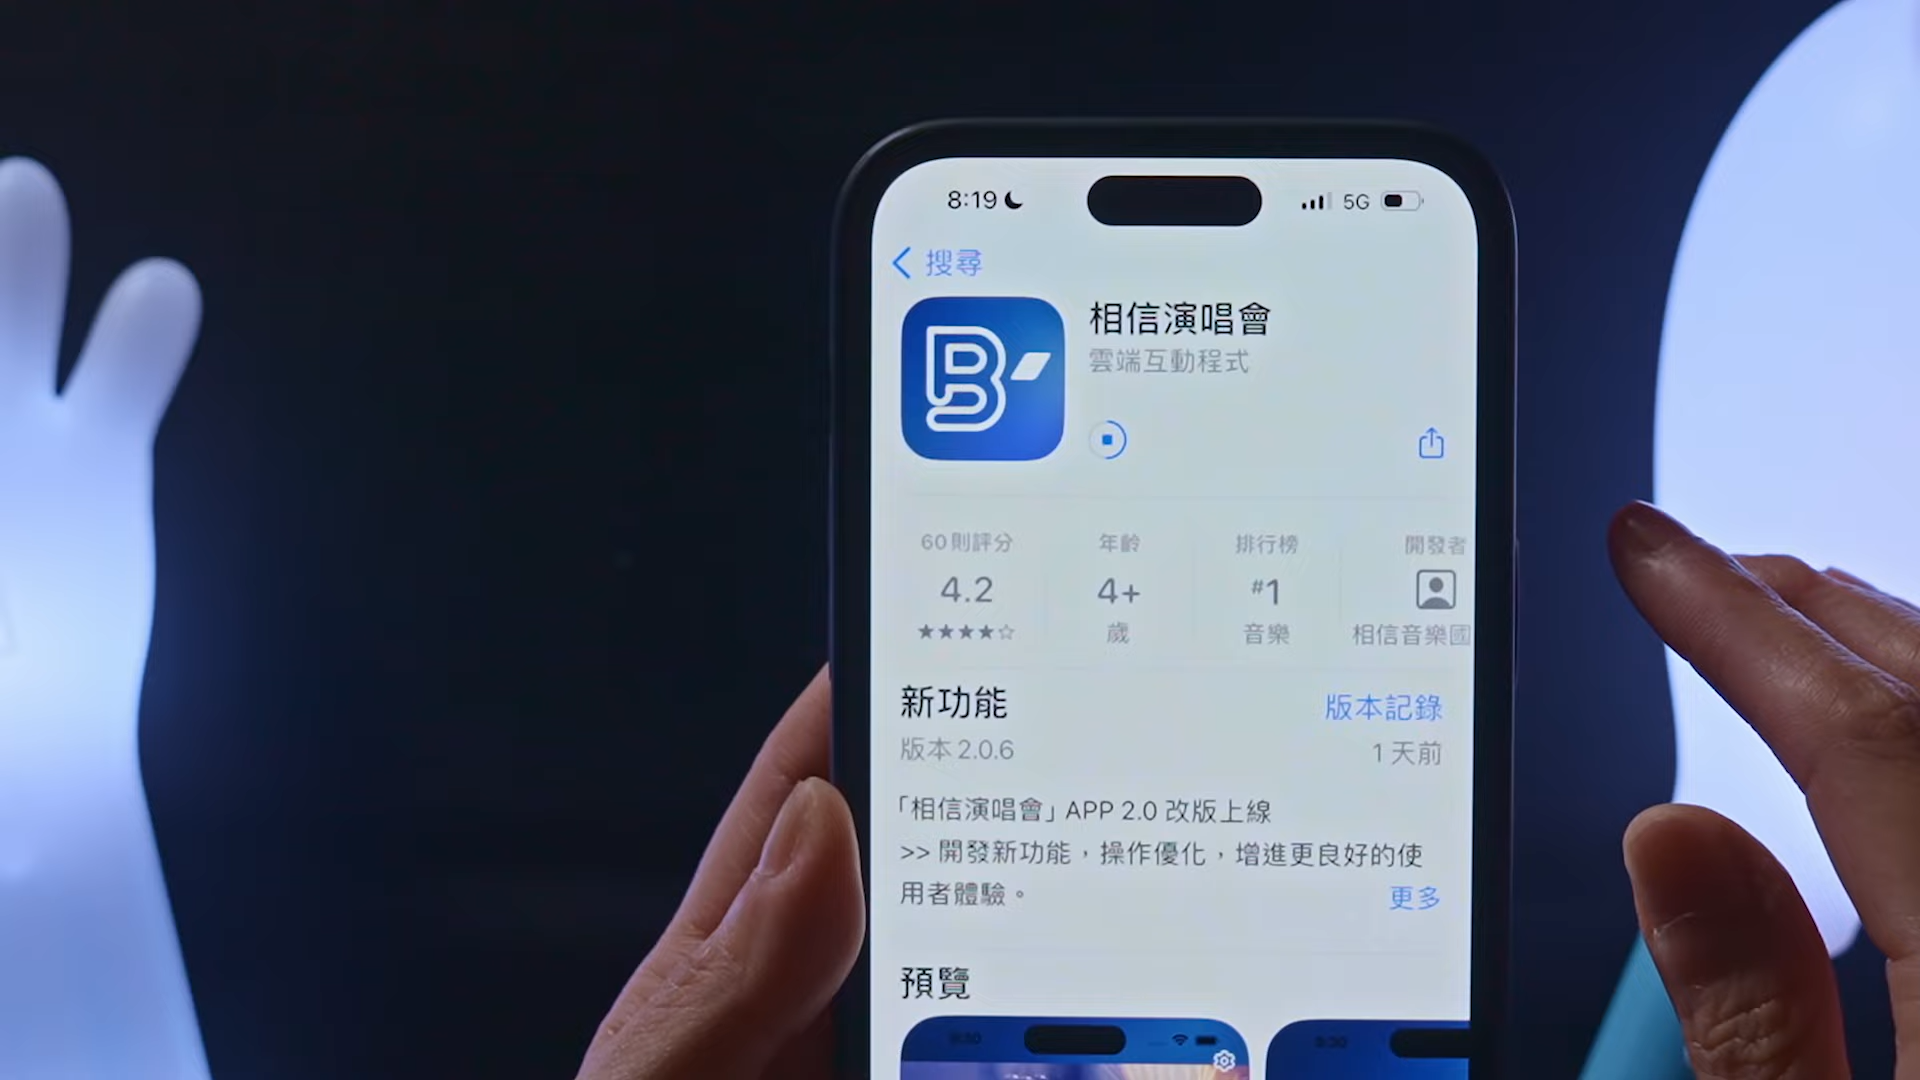 8:19
5G
搜尋
B
相信演唱會
雲端互動程式
60 則評分
年齡
排行榜
開發者
4.2
4+
#1
★★★★☆
歲
音樂
相信音樂國
新功能
版本記錄
版本 2.0.6
1 天前
「相信演唱會」APP 2.0 改版上線
>> 開發新功能，操作優化，增進更良好的使
用者體驗。
更多
預覽